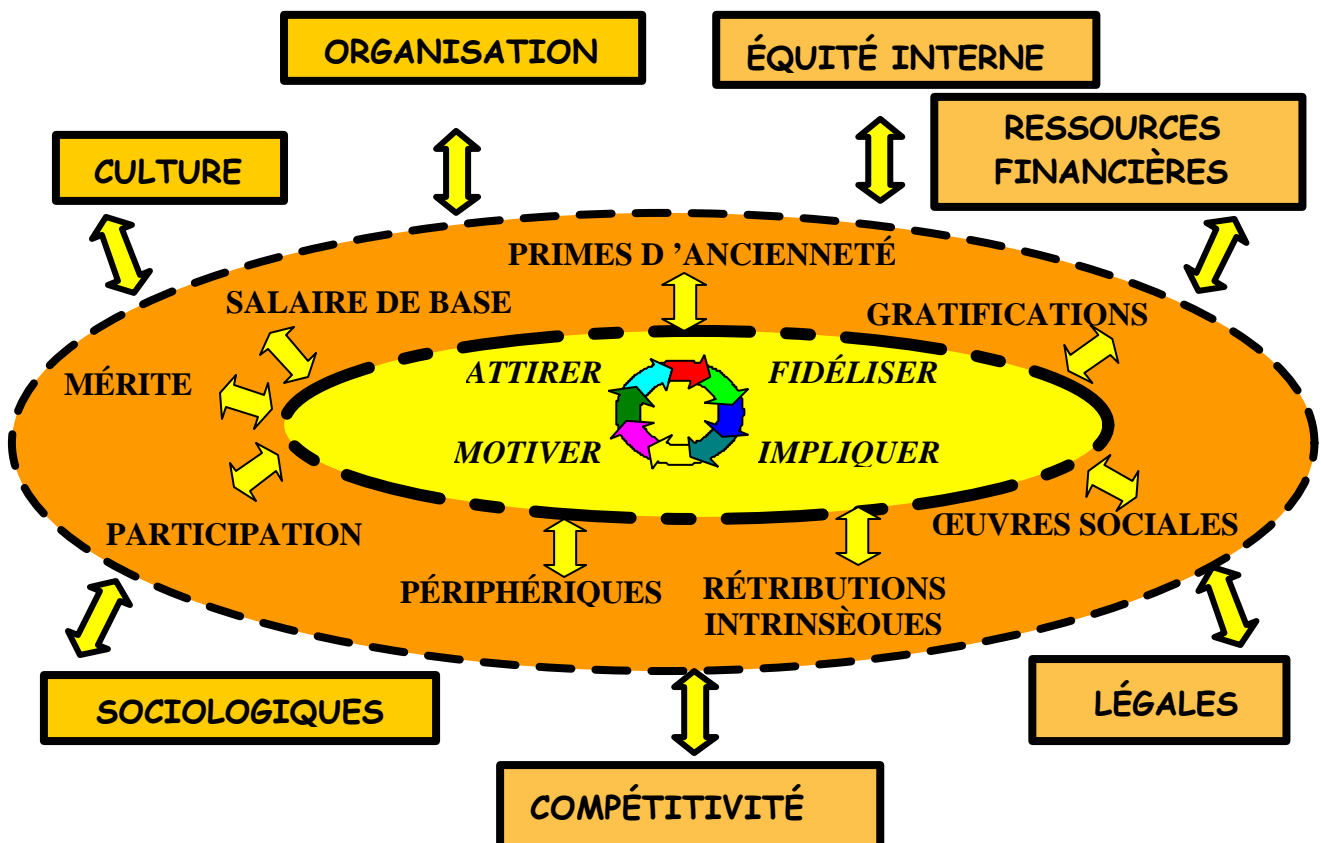 ORGANISATION
ÉQUITÉ INTERNE
RESSOURCES
FINANCIÈRES
CULTURE
PRIMES D ’ANCIENNETÉ
SALAIRE DE BASE
GRATIFICATIONS
MÉRITE
ATTIRER
FIDÉLISER
MOTIVER
IMPLIQUER
PARTICIPATION
ŒUVRES SOCIALES
PÉRIPHÉRIQUES
RÉTRIBUTIONS
INTRINSÈQUES
SOCIOLOGIQUES
LÉGALES
COMPÉTITIVITÉ